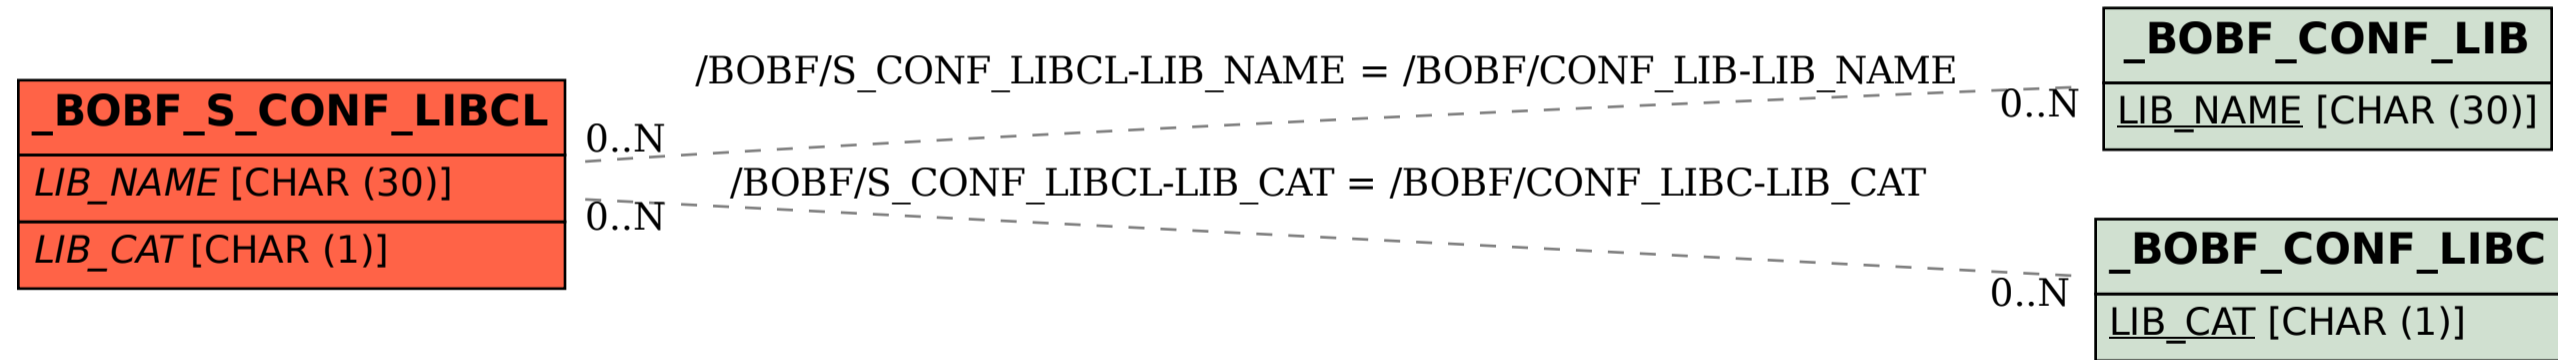 _BOBF_S_CONF_LIBCL
LIB_NAME [CHAR (30)]
LIB_CAT [CHAR (1)]
/BOBF/S_CONF_LIBCL-LIB_NAME = /BOBF/CONF_LIB-LIB_NAME
0..N
0..N
/BOBF/S_CONF_LIBCL-LIB_CAT = /BOBF/CONF_LIBC-LIB_CAT
0..N
0..N
_BOBF_CONF_LIB
LIB_NAME [CHAR (30)]
_BOBF_CONF_LIBC
LIB_CAT [CHAR (1)]